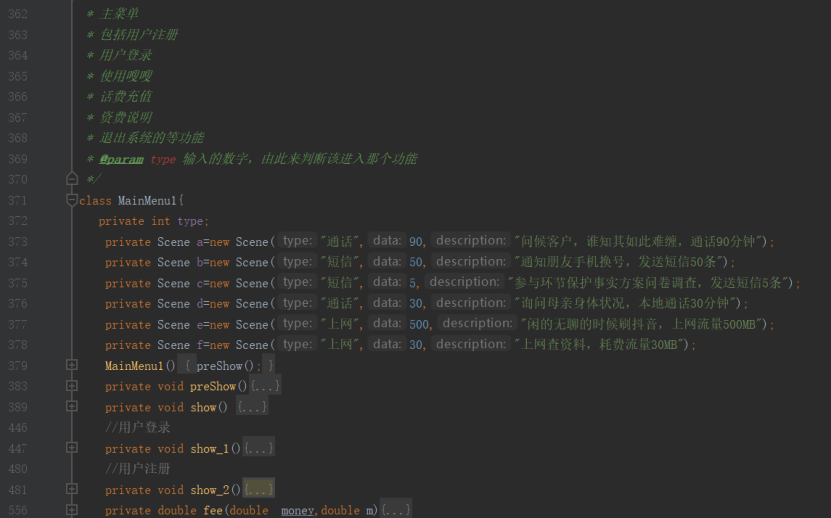 362 * 主菜单
363 * 包括用户注册
364 * 用户登录
365 * 使用嗖嗖
366 * 话费充值
367 * 资费说明
368 * 退出系统的等功能
369 * @param type 输入的数字，由此来判断该进入那个功能
370 */
371 class MainMenu1{
372 private int type;
373 private Scene a=new Scene( type: "通话", data: 90, description: "问候客户，谁知其如此难缠，通话90分钟");
374 private Scene b=new Scene( type: "短信", data: 50, description: "通知朋友手机换号，发送短信50条");
375 private Scene c=new Scene( type: "短信", data: 5, description: "参与环节保护事实方案问卷调查，发送短信5条");
376 private Scene d=new Scene( type: "通话", data: 30, description: "询问母亲身体状况，本地通话30分钟");
377 private Scene e=new Scene( type: "上网", data: 500, description: "闲的无聊的时候刷抖音，上网流量500MB");
378 private Scene f=new Scene( type: "上网", data: 30, description: "上网查资料，耗费流量30MB");
379 MainMenu1() { preShow(); }
383 private void preShow(){...}
389 private void show() {...}
446 //用户登录
447 private void show_1(){...}
480 //用户注册
481 private void show_2(){...}
556 private double fee(double money,double m){...}